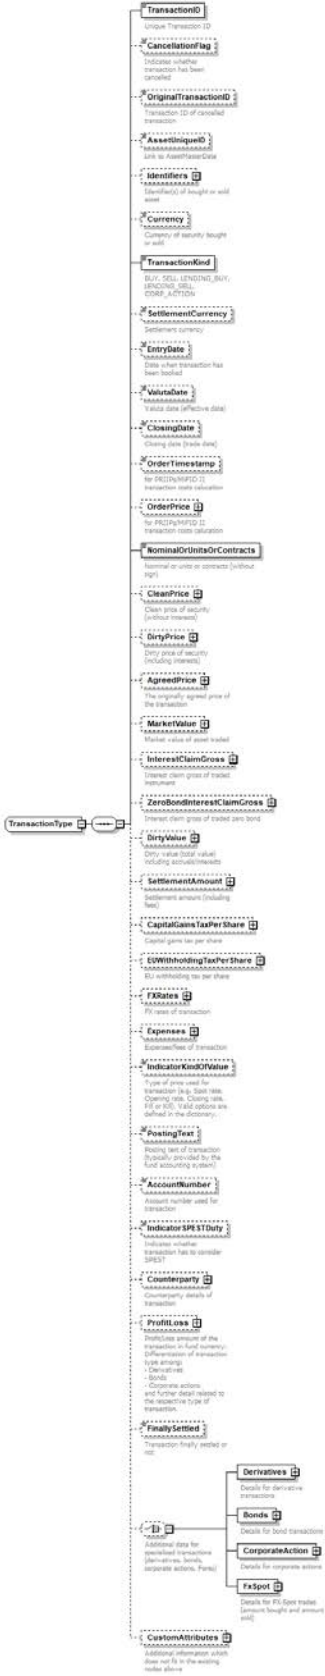 TransactionID
Unique Transaction ID
CancellationFlag
Indicates whether
transaction has been
cancelled
OriginalTransactionID
Transaction ID of cancelled
transaction
AssetUniqueID
Link to AssetMasterData
Identifiers
Identifier(s) of bought or sold
asset
Currency
Currency of security bought
or sold
TransactionKind
BUY, SELL, LENDING_BUY,
LENDING_SELL,
CORP_ACTION
SettlementCurrency
Settlement currency
EntryDate
Date when transaction has
been booked
ValutaDate
Valuta date (effective date)
ClosingDate
Closing date (trade date)
OrderTimestamp
for PRIIPs/MiFID II
transaction costs calucation
OrderPrice
for PRIIPs/MiFID II
transaction costs calucation
NominalOrUnitsOrContracts
Nominal or units or contracts (without
sign)
CleanPrice
Clean price of security
(without interests)
DirtyPrice
Dirty price of security
(including interests)
AgreedPrice
The originally agreed price of
the transaction
MarketValue
Market value of asset traded
InterestClaimGross
Interest claim gross of traded
instrument
ZeroBondInterestClaimGross
Interest claim gross of traded zero bond
TransactionType
DirtyValue
Dirty value (total value)
including accrued interests
SettlementAmount
Settlement amount (including
fees)
CapitalGainsTaxPerShare
Capital gains tax per share
EUWithholdingTaxPerShare
EU withholding tax per share
FXRates
FX rates of transaction
Expenses
Expenses/fees of transaction
IndicatorKindOfValue
Type of price used for
transaction (e.g. Spot rate,
Opening rate, Closing rate,
Fill or Kill). Valid options are
defined in the dictionary.
PostingText
Posting text of transaction
(typically provided by the
fund accounting system)
AccountNumber
Account number used for
transaction
IndicatorSPESTDuty
Indicates whether
transaction has to consider
SPEST
Counterparty
Counterparty details of
transaction
ProfitLoss
Profit/Loss amount of the
transaction in fund currency:
Differentiation of transaction
type among:
- Derivatives
- Bonds
- Corporate actions
and further detail related to
the respective type of
transaction.
FinallySettled
Transaction finally settled or
not
Derivatives
Details for derivative
transactions
Bonds
Details for bond transactions
Additional data for
specialised transactions
(derivatives, bonds,
corporate actions, Forex)
CorporateAction
Details for corporate actions
FxSpot
Details for FX-Spot trades
(amount bought and amount
sold)
CustomAttributes
Additional information which
does not fit in the existing
nodes above